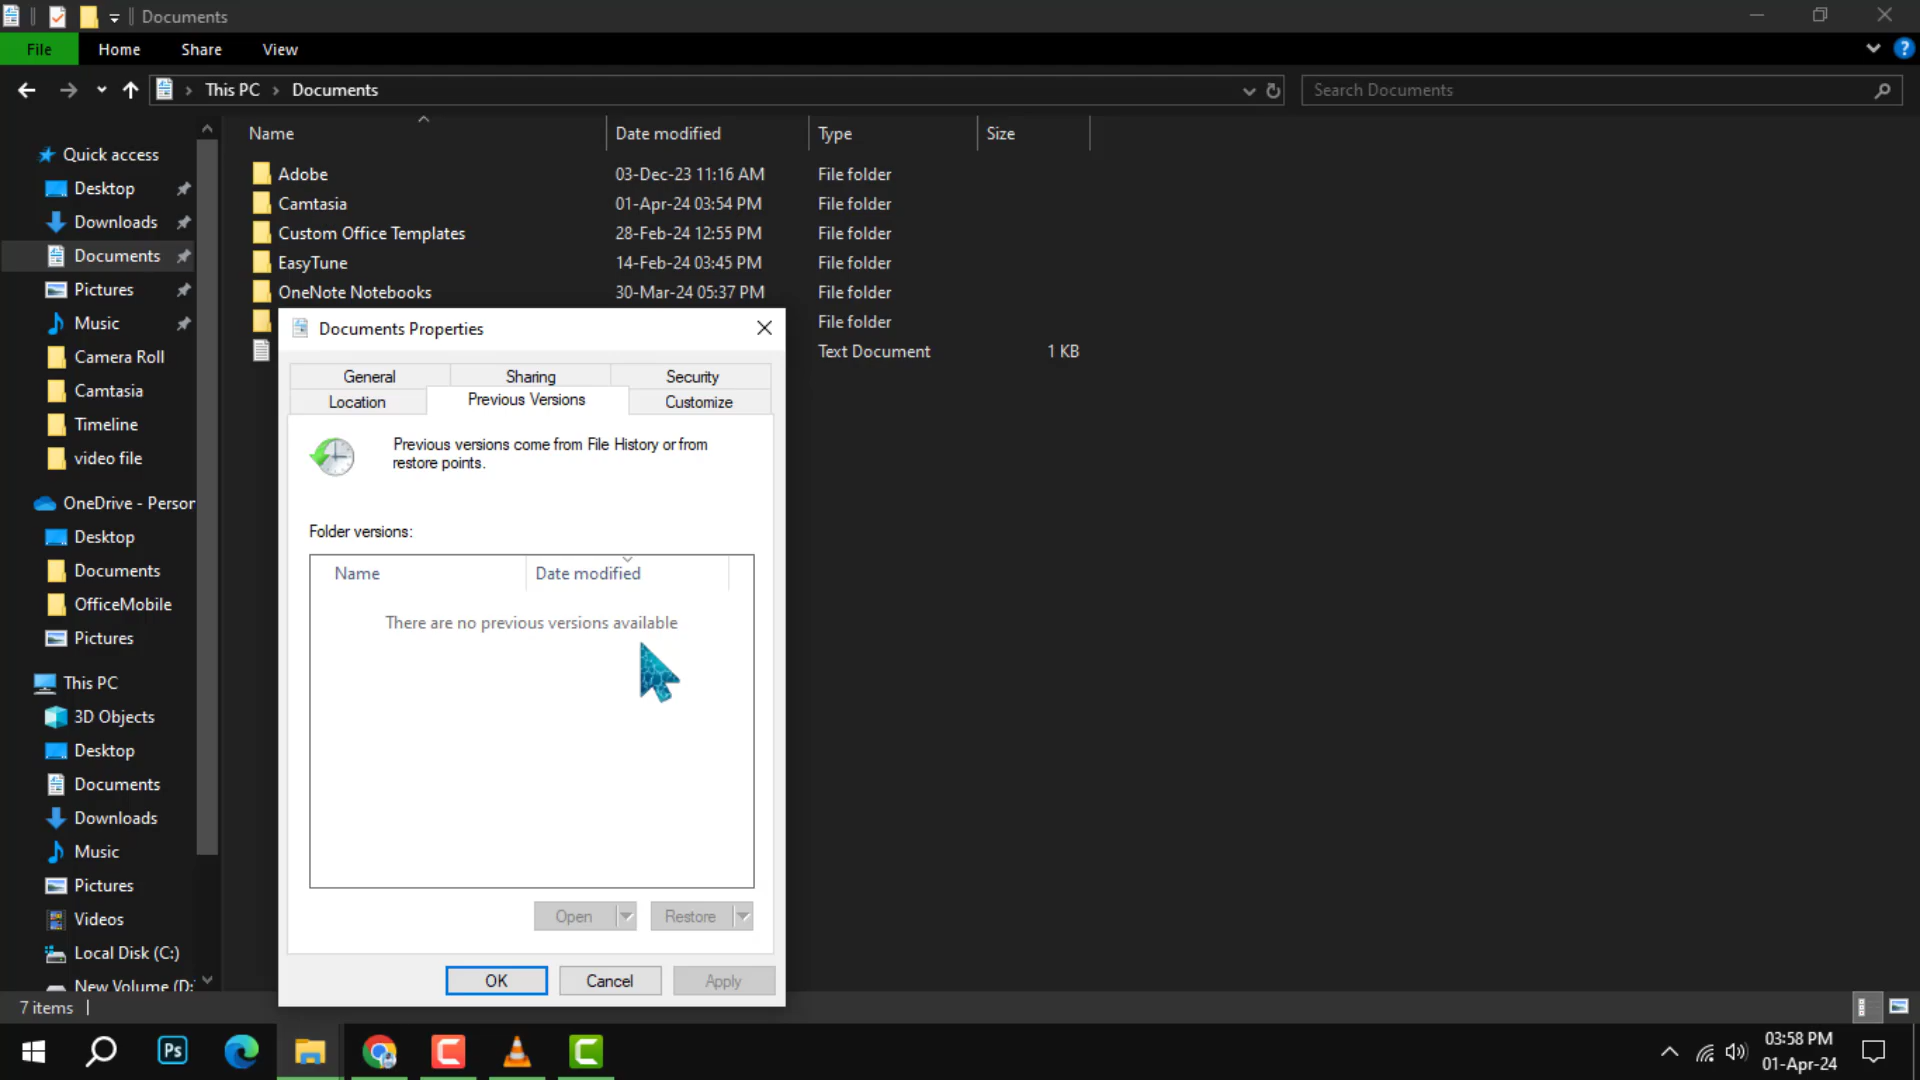 Documents
File Home Share View
This PC Documents
Search Documents
Name Date modified Type Size
Quick access
Desktop
Downloads
Documents
Pictures
Music
Camera Roll
Camtasia
Timeline
video file
OneDrive - Person
Desktop
Documents
OfficeMobile
Pictures
This PC
3D Objects
Desktop
Documents
Downloads
Music
Pictures
Videos
Local Disk (C:)
New Volume (D:
Adobe 03-Dec-23 11:16 AM File folder
Camtasia 01-Apr-24 03:54 PM File folder
Custom Office Templates 28-Feb-24 12:55 PM File folder
EasyTune 14-Feb-24 03:45 PM File folder
OneNote Notebooks 30-Mar-24 05:37 PM File folder
File folder
Text Document 1 KB
Documents Properties
General Sharing Security
Location Previous Versions Customize
Previous versions come from File History or from
restore points.
Folder versions:
Name Date modified
There are no previous versions available
Open Restore
OK Cancel Apply
7 items
Ps
03:58 PM
01-Apr-24